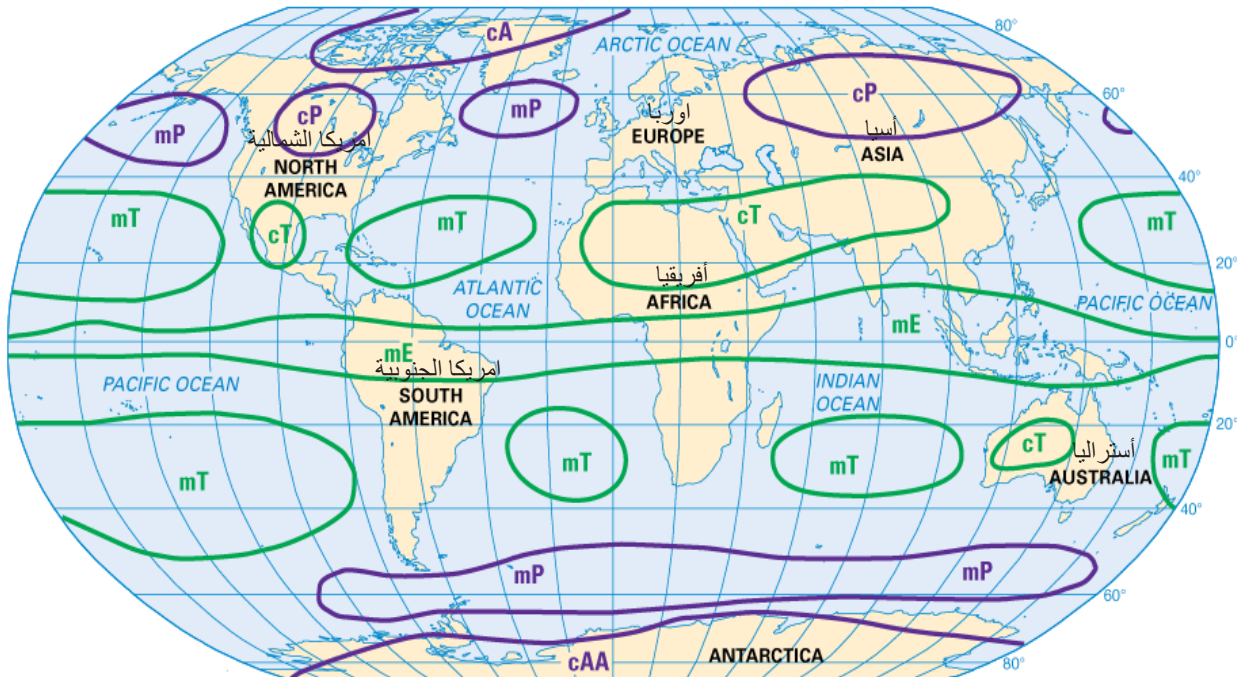 80°
cA
ARCTIC OCEAN
60°
mP
cP
امريكا الشمالية
NORTH
AMERICA
mP
اوربا
EUROPE
cP
أسيا
ASIA
40°
mT
cT
mT
cT
mT
20°
ATLANTIC
OCEAN
أفريقيا
AFRICA
PACIFIC OCEAN
mE
mE
0°
امريكا الجنوبية
SOUTH
AMERICA
PACIFIC OCEAN
INDIAN
OCEAN
20°
mT
mT
mT
cT
أستراليا
AUSTRALIA
mT
40°
mP
mP
60°
cAA
ANTARCTICA
80°